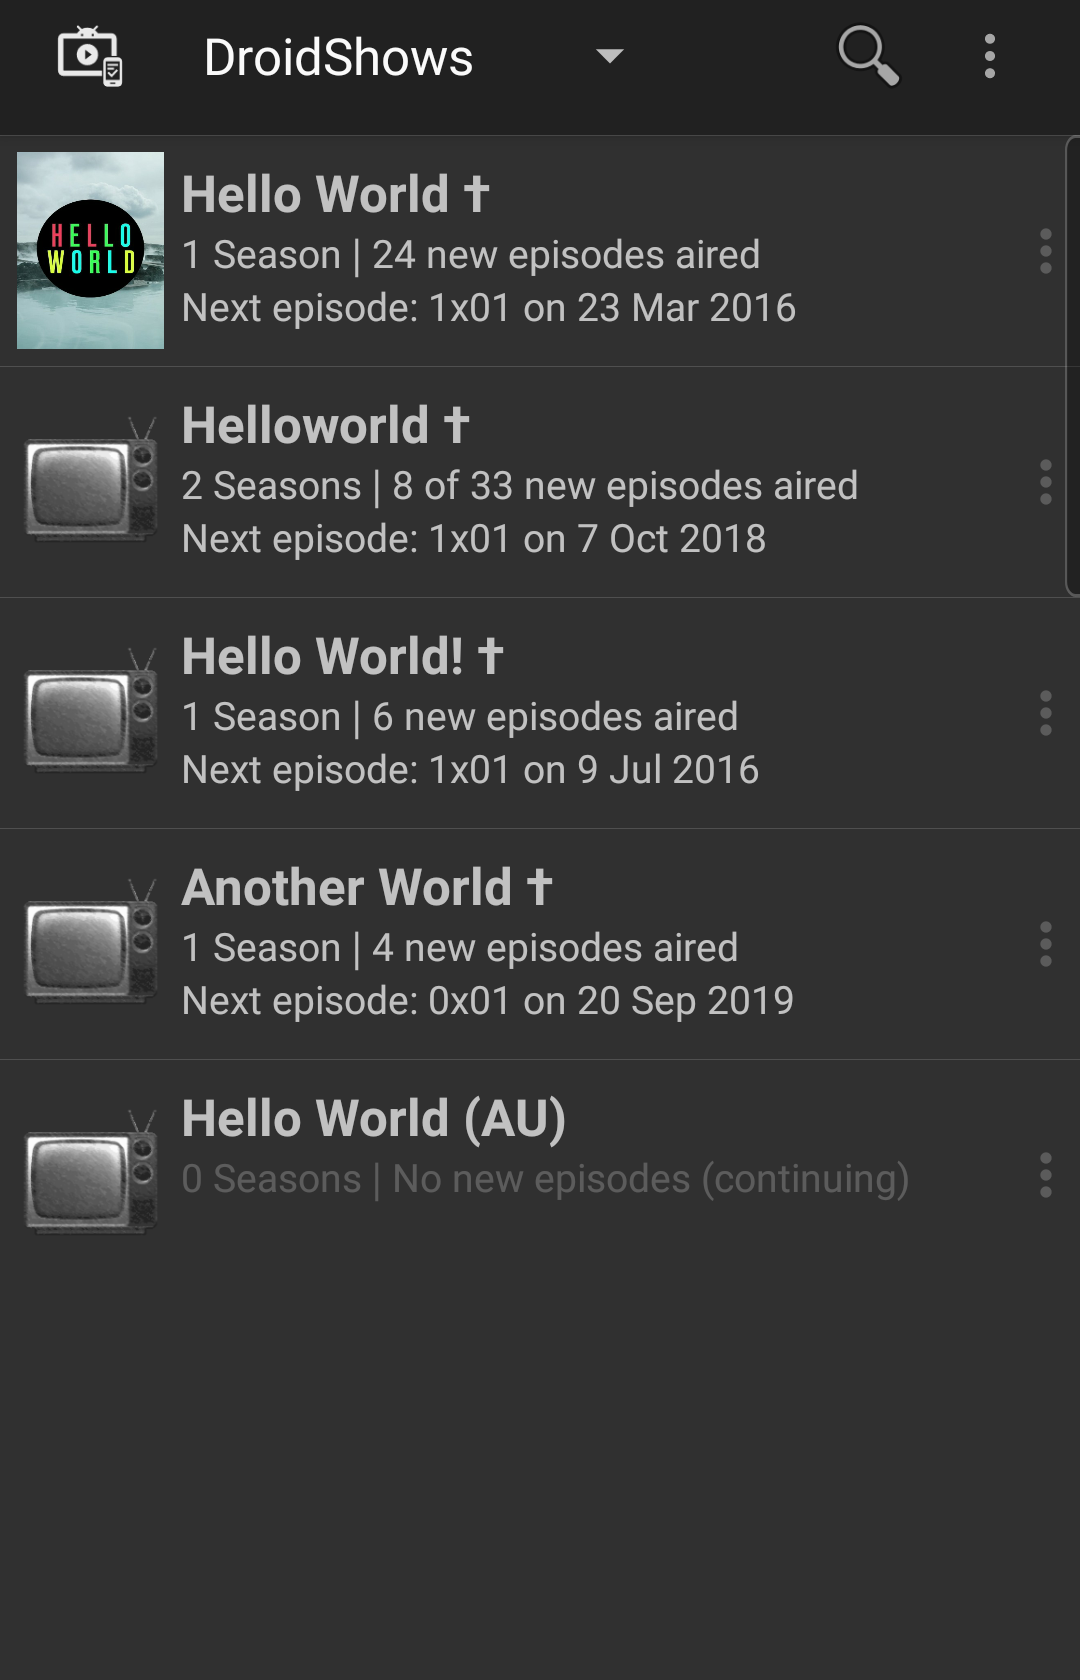 DroidShows
HELLO
WORLD
Hello World †
1 Season | 24 new episodes aired
Next episode: 1x01 on 23 Mar 2016
Helloworld †
2 Seasons | 8 of 33 new episodes aired
Next episode: 1x01 on 7 Oct 2018
Hello World! †
1 Season | 6 new episodes aired
Next episode: 1x01 on 9 Jul 2016
Another World †
1 Season | 4 new episodes aired
Next episode: 0x01 on 20 Sep 2019
Hello World (AU)
0 Seasons | No new episodes (continuing)